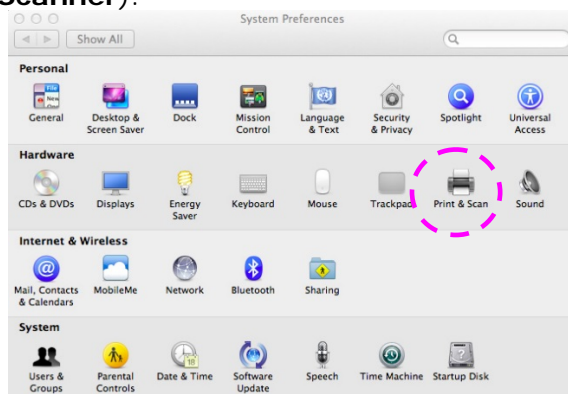 Scanner).
System Preferences
Show All
Personal
General
Desktop & Screen Saver
Dock
Mission Control
Language & Text
Security & Privacy
Spotlight
Universal Access
Hardware
CDs & DVDs
Displays
Energy Saver
Keyboard
Mouse
Trackpad
Print & Scan
Sound
Internet & Wireless
Mail, Contacts & Calendars
MobileMe
Network
Bluetooth
Sharing
System
Users & Groups
Parental Controls
Date & Time
Software Update
Speech
Time Machine
Startup Disk